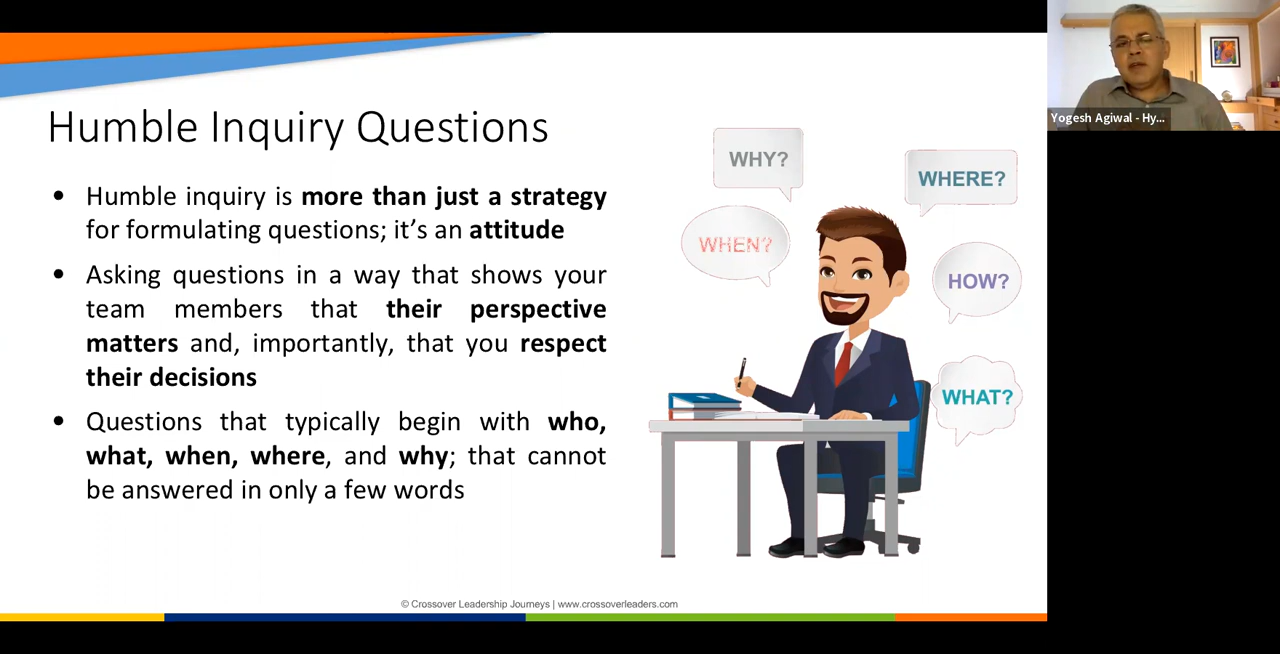 Humble Inquiry Questions
• Humble inquiry is more than just a strategy
for formulating questions; it’s an attitude
• Asking questions in a way that shows your
team members that their perspective
matters and, importantly, that you respect
their decisions
• Questions that typically begin with who,
what, when, where, and why; that cannot
be answered in only a few words
WHY?
WHERE?
WHEN?
HOW?
WHAT?
© Crossover Leadership Journeys | www.crossoverleaders.com
Yogesh Agiwal - Hy...